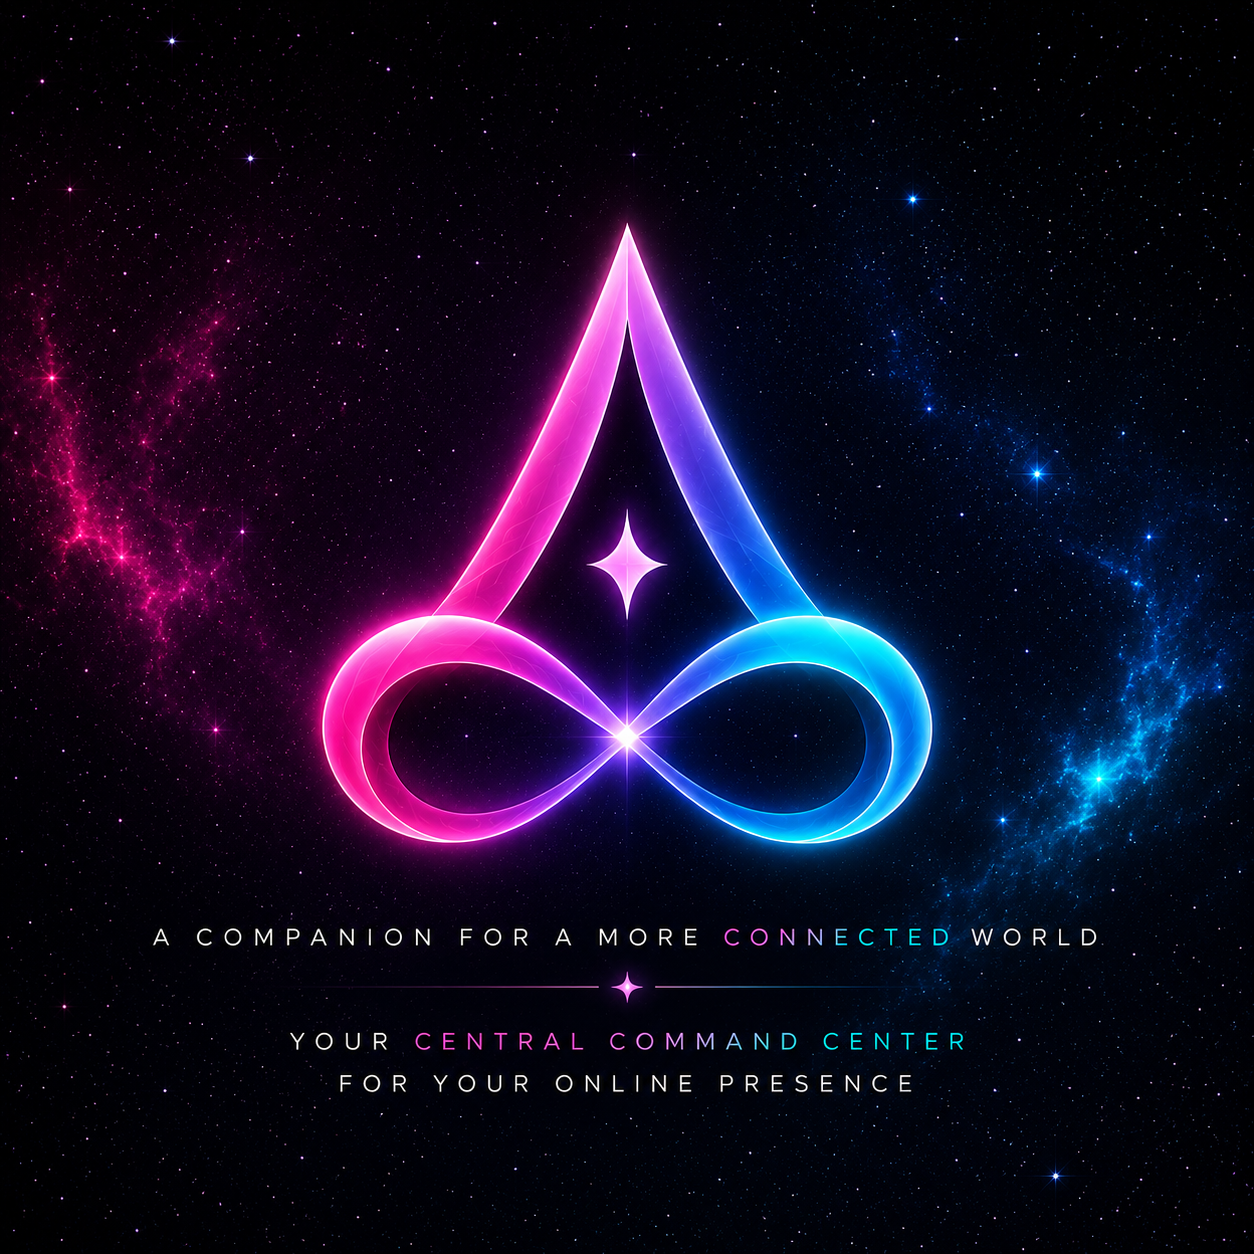 A COMPANION FOR A MORE CONNECTED WORLD
YOUR CENTRAL COMMAND CENTER
FOR YOUR ONLINE PRESENCE